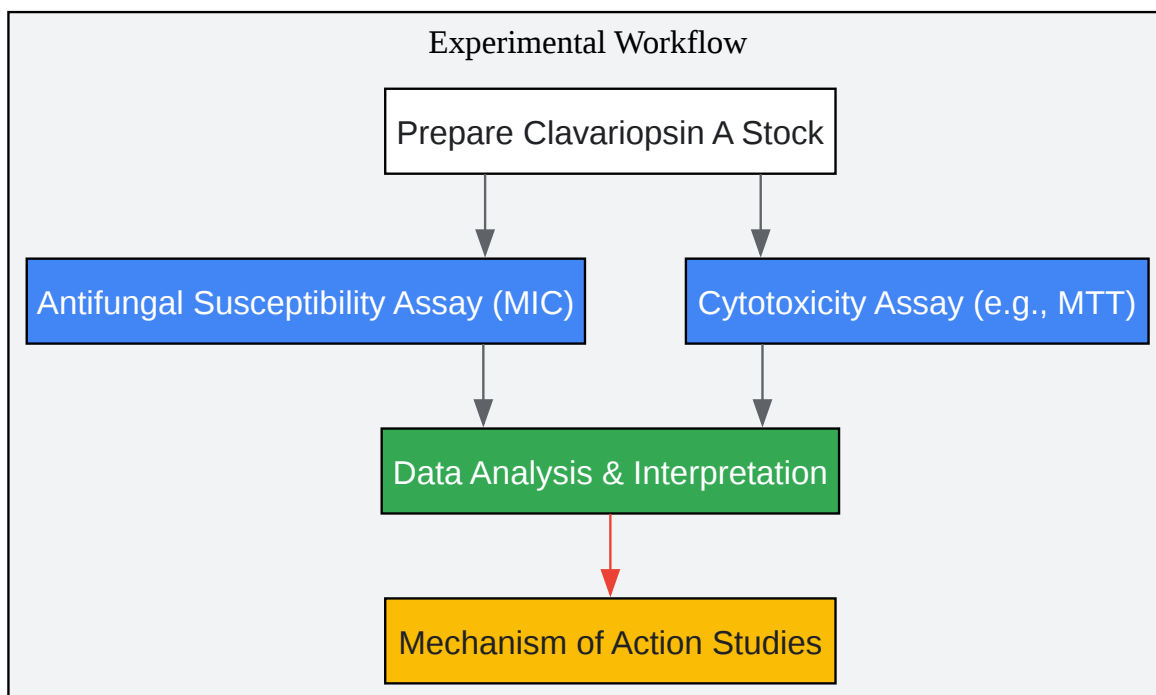 Experimental Workflow
Prepare Clavariopsin A Stock
Antifungal Susceptibility Assay (MIC)
Cytotoxicity Assay (e.g., MTT)
Data Analysis & Interpretation
Mechanism of Action Studies